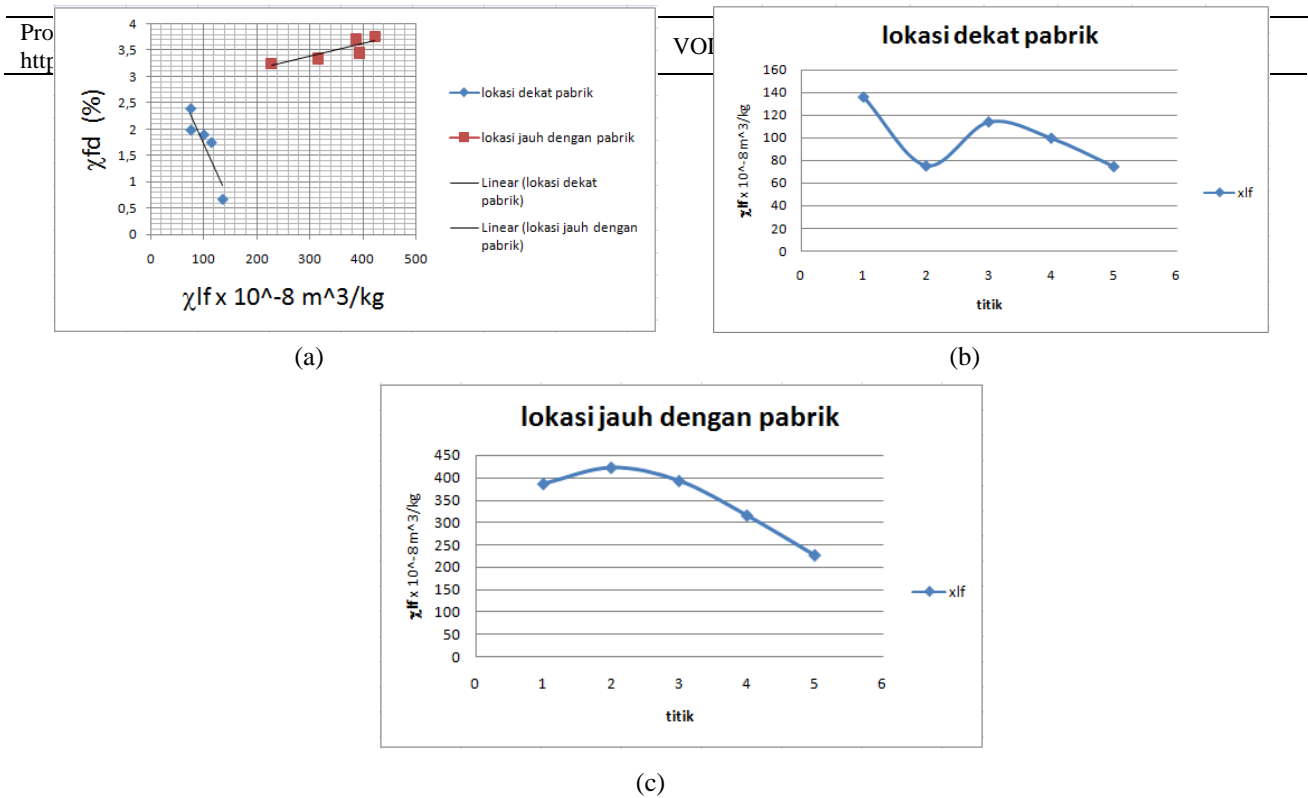 Pro
http
VOL
4
3,5
3
2,5
2
1,5
1
0,5
0
0 100 200 300 400 500
χfd (%)
χlf x 10^-8 m^3/kg
lokasi dekat pabrik
lokasi jauh dengan pabrik
Linear (lokasi dekat
pabrik)
Linear (lokasi jauh dengan
pabrik)
(a)
lokasi dekat pabrik
160
140
120
100
80
60
40
20
0
0 1 2 3 4 5 6
χlf x 10^-8 m^3/kg
titik
xlf
(b)
lokasi jauh dengan pabrik
450
400
350
300
250
200
150
100
50
0
0 1 2 3 4 5 6
χlf x 10^-8 m^3/kg
titik
xlf
(c)